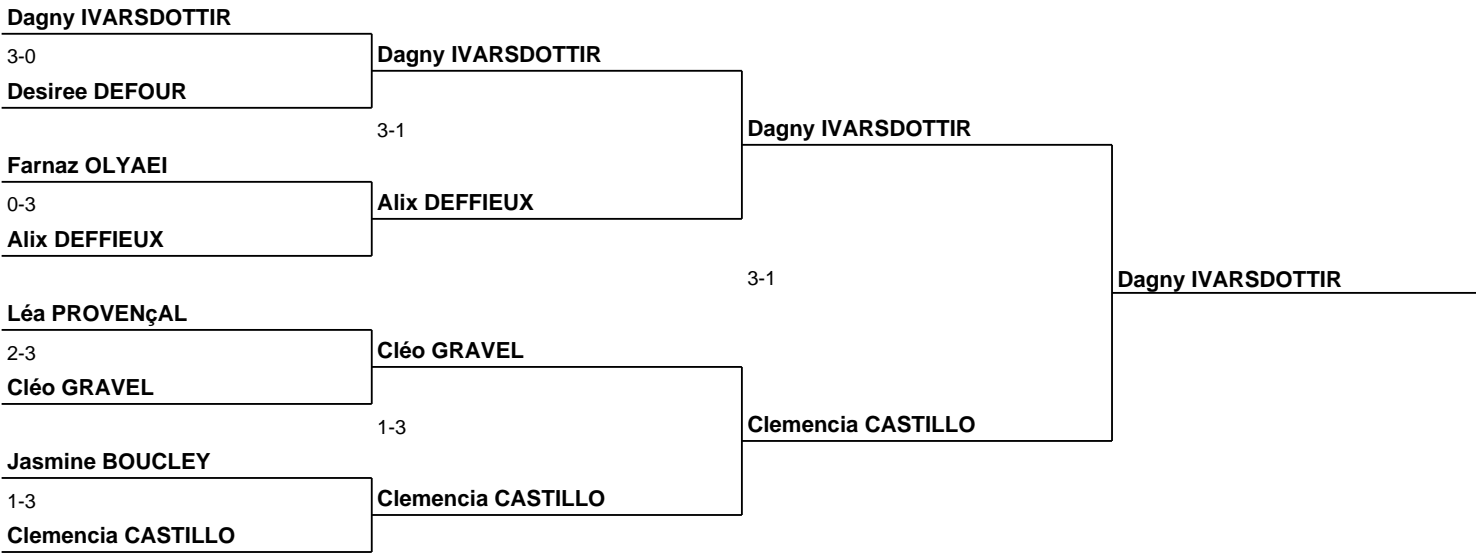 Dagny IVARSDOTTIR
3-0
Dagny IVARSDOTTIR
Desiree DEFOUR
3-1
Dagny IVARSDOTTIR
Farnaz OLYAEI
0-3
Alix DEFFIEUX
Alix DEFFIEUX
3-1
Dagny IVARSDOTTIR
Léa PROVENçAL
2-3
Cléo GRAVEL
Cléo GRAVEL
1-3
Clemencia CASTILLO
Jasmine BOUCLEY
1-3
Clemencia CASTILLO
Clemencia CASTILLO